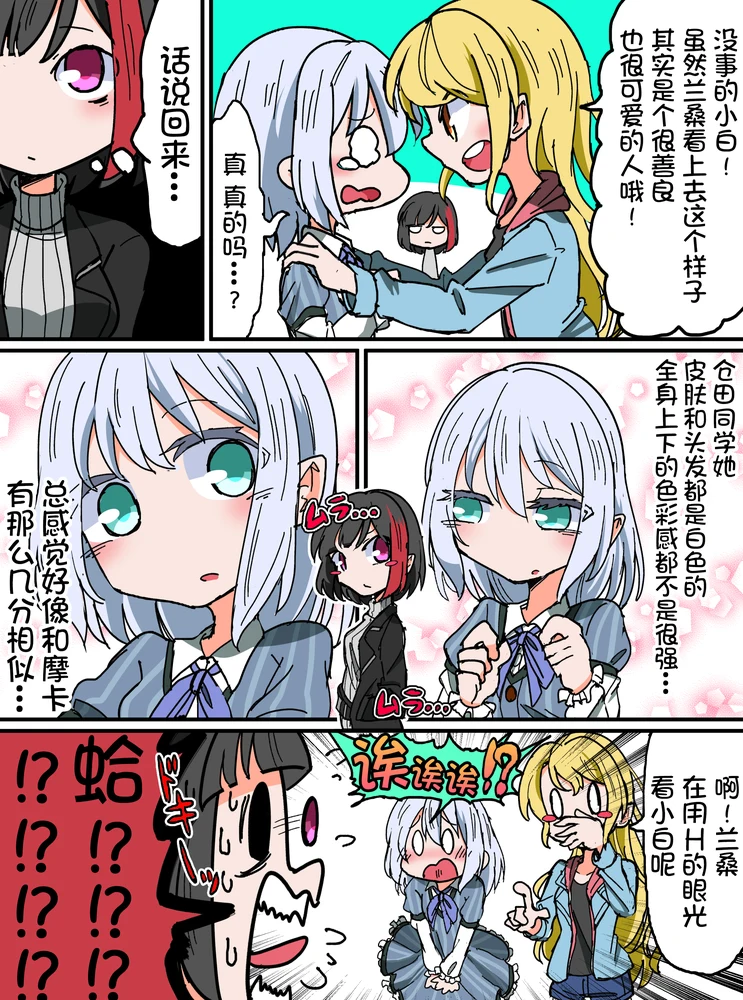 没事的小白！
虽然兰桑看上去这个样子
其实是个很善良
也很可爱的人哦！
真 真的吗…？
话说回来…
仓田同学她
皮肤和头发都是白色的
全身上下的色彩感都不是很强…
ムラ…
ムラ…
总感觉好像和摩卡
有那么几分相似…
啊！兰桑
在用H的眼光
看小白呢
诶诶诶!?
ドキーッ
蛤!?!?!?
!?!?!?!?